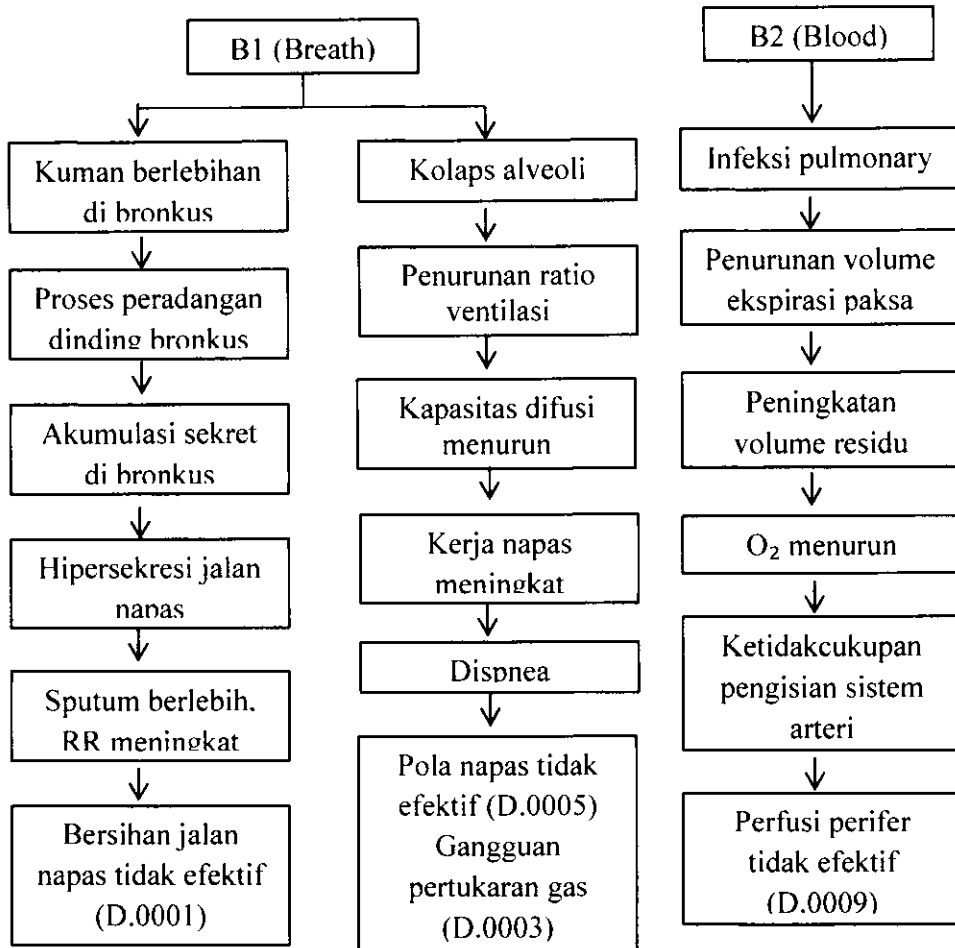 B1 (Breath)
Kuman berlebihan
di bronkus
Proses peradangan
dinding bronkus
Akumulasi sekret
di bronkus
Hipersekresi jalan
napas
Sputum berlebih,
RR meningkat
Bersihan jalan
napas tidak efektif
(D.0001)
Kolaps alveoli
Penurunan ratio
ventilasi
Kapasitas difusi
menurun
Kerja napas
meningkat
Dispnea
Pola napas tidak
efektif (D.0005)
Gangguan
pertukaran gas
(D.0003)
B2 (Blood)
Infeksi pulmonary
Penurunan volume
ekspirasi paksa
Peningkatan
volume residu
O₂ menurun
Ketidakcukupan
pengisian sistem
arteri
Perfusi perifer
tidak efektif
(D.0009)